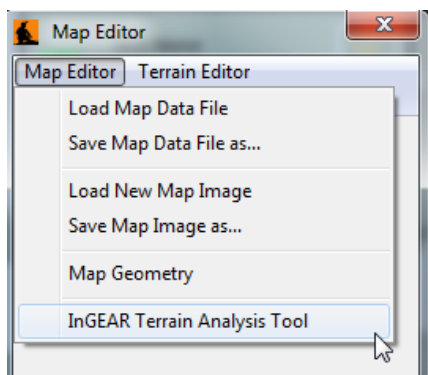 Map Editor
Map Editor Terrain Editor
Load Map Data File
Save Map Data File as...
Load New Map Image
Save Map Image as...
Map Geometry
InGEAR Terrain Analysis Tool